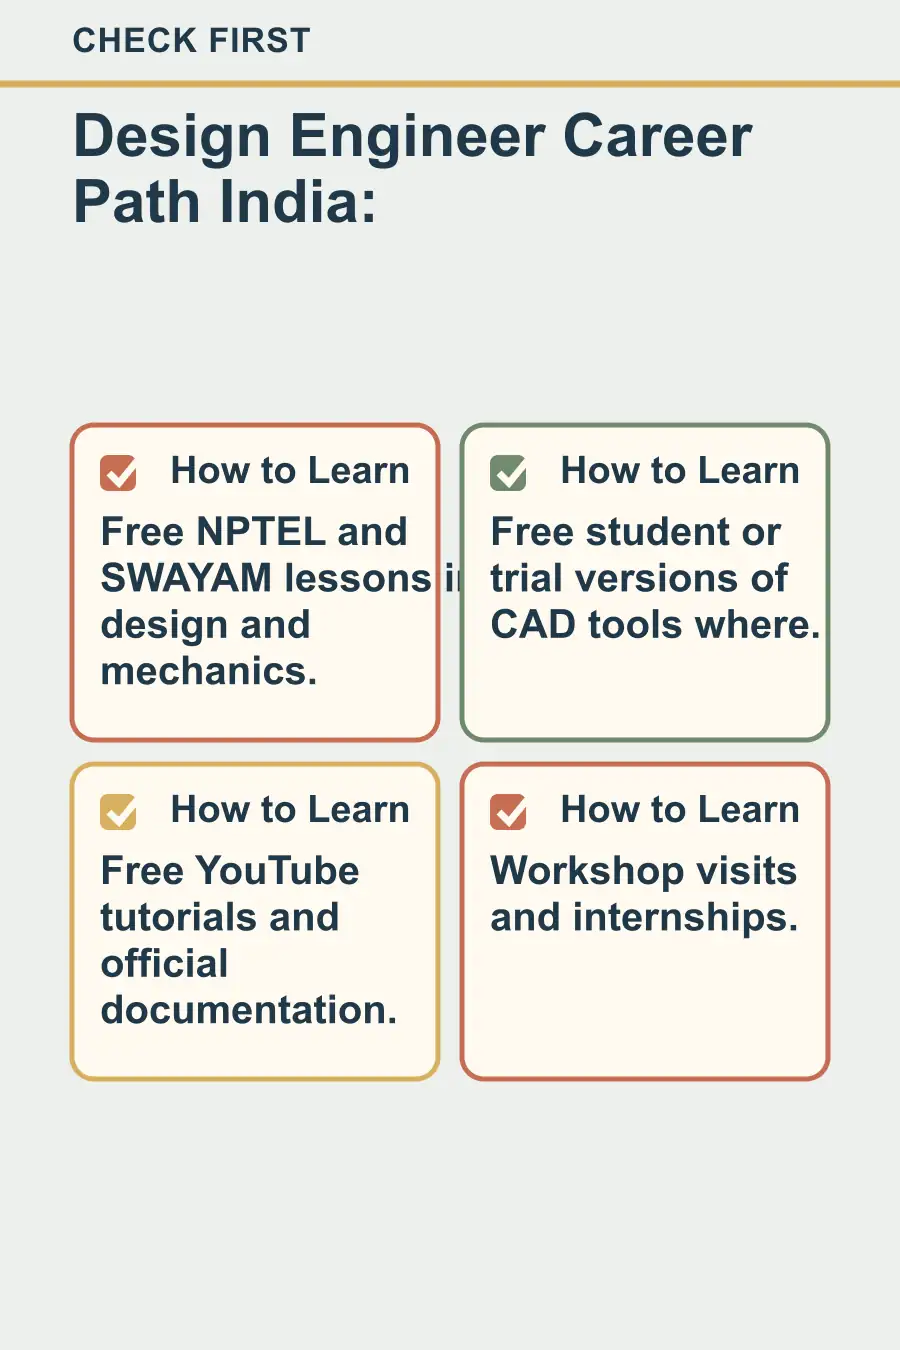 CHECK FIRST
Design Engineer Career
Path India:
How to Learn
Free NPTEL and
SWAYAM lessons
design and
mechanics.
How to Learn
Free student or
trial versions of
CAD tools where.
How to Learn
Free YouTube
tutorials and
official
documentation.
How to Learn
Workshop visits
and internships.